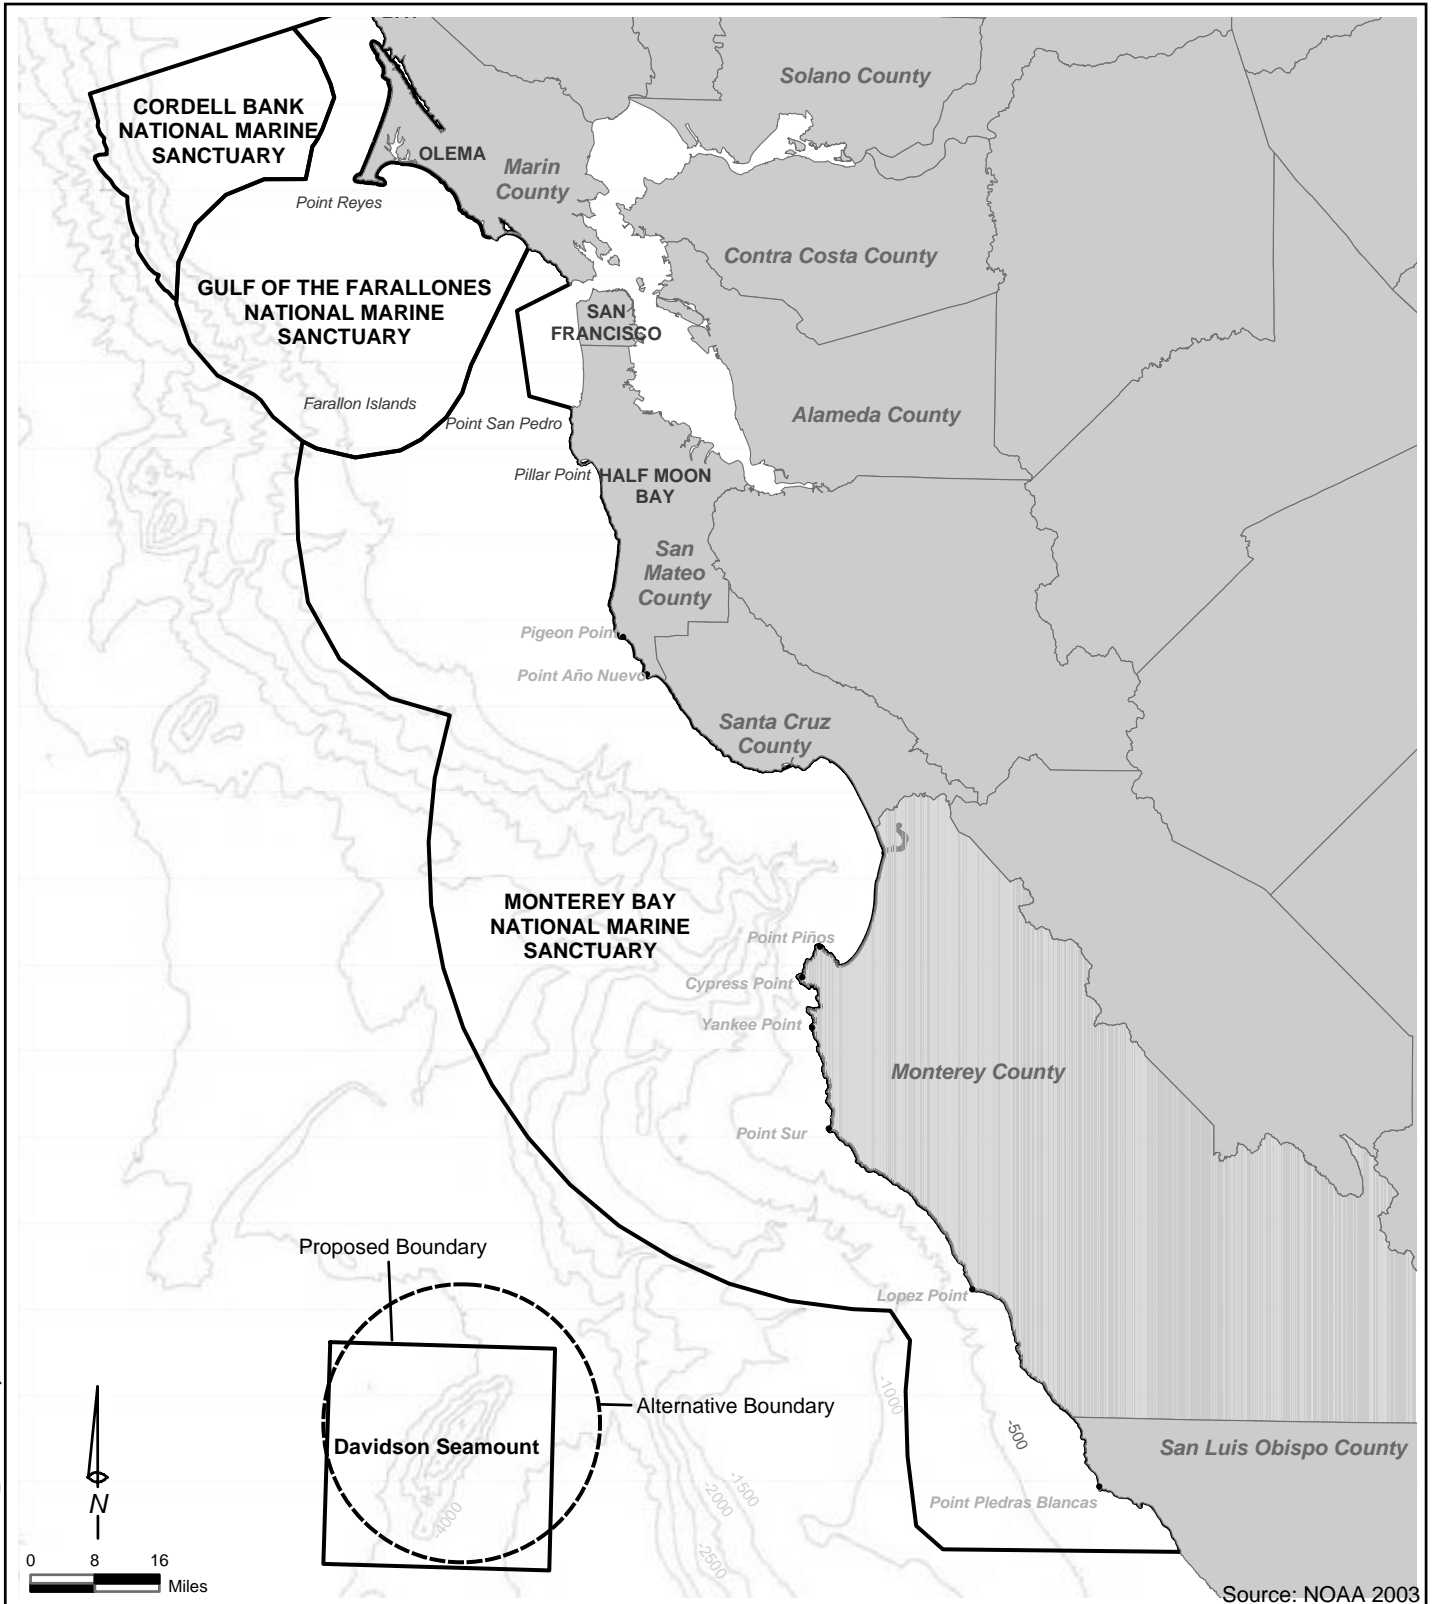 Solano County
CORDELL BANK
NATIONAL MARINE
SANCTUARY
OLEMA
Marin
County
Point Reyes
Contra Costa County
GULF OF THE FARALLONES
NATIONAL MARINE
SANCTUARY
SAN
FRANCISCO
Farallon Islands
Point San Pedro
Alameda County
Pillar Point
HALF MOON
BAY
San
Mateo
County
Pigeon Point
Point Año Nuevo
Santa Cruz
County
MONTEREY BAY
NATIONAL MARINE
SANCTUARY
Point Piños
Cypress Point
Yankee Point
Monterey County
Point Sur
Proposed Boundary
Lopez Point
-1000
Alternative Boundary
-500
Davidson Seamount
San Luis Obispo County
-1500
-2000
-4000
Point Pledras Blancas
-2500
N
0 8 16
Miles
Source: NOAA 2003